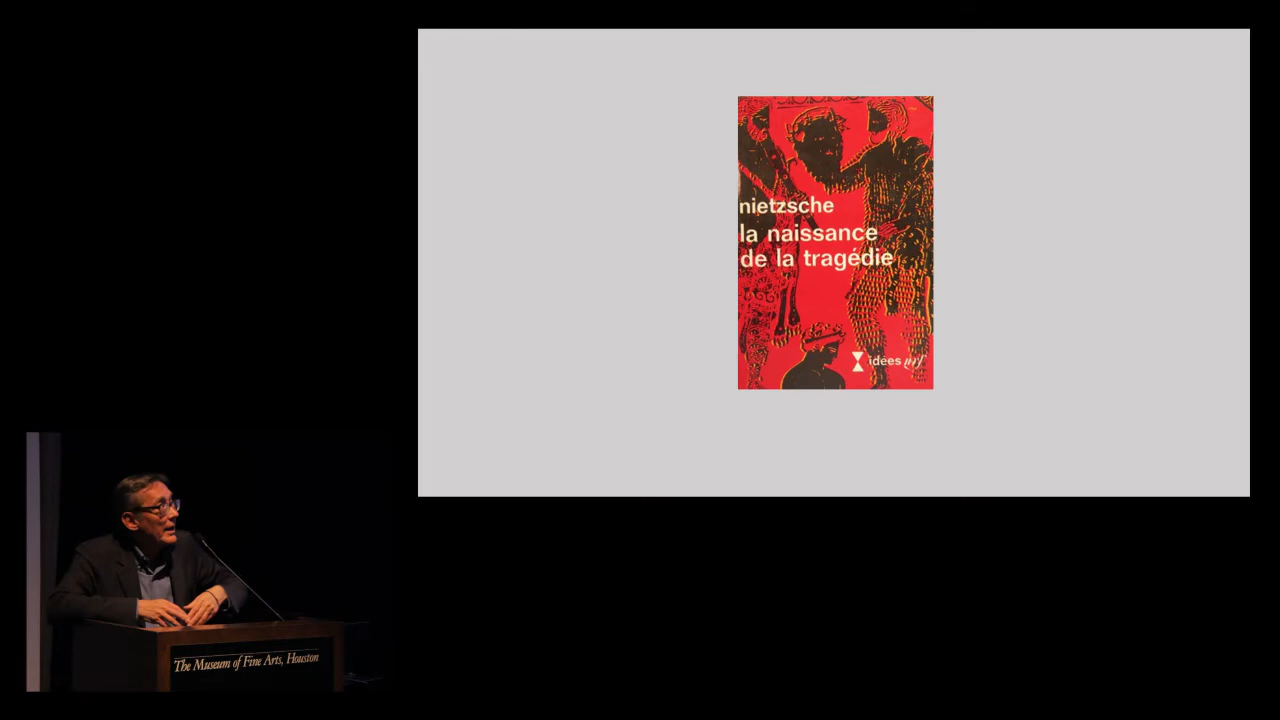 nietzsche
la naissance
de la tragédie
idées nrf
The Museum of Fine Arts, Houston